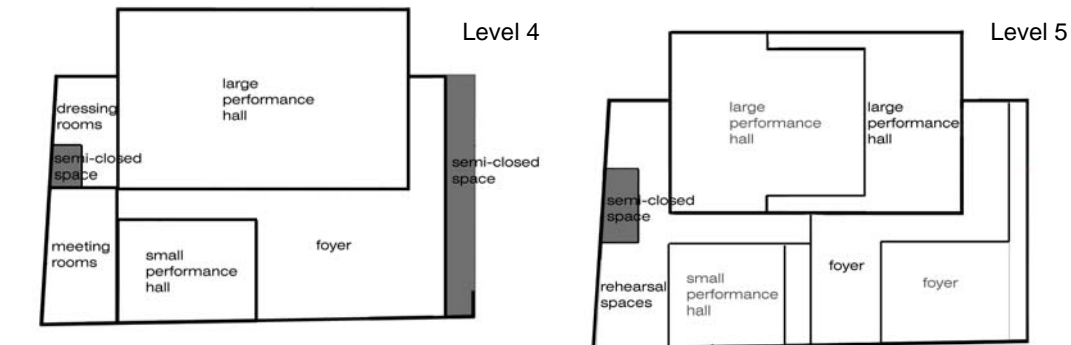 Level 4
large
performance
hall
dressing
rooms
semi-closed
space
semi-closed
space
meeting
rooms
small
performance
hall
foyer
Level 5
large
performance
hall
large
performance
hall
semi-closed
space
rehearsal
spaces
small
performance
hall
foyer
foyer